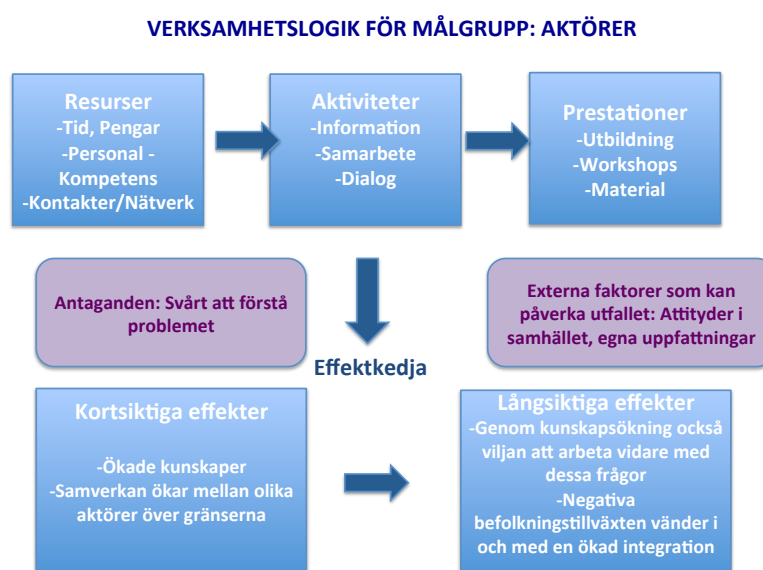 VERKSAMHETSLOGIK FÖR MÅLGRUPP: AKTÖRER
Resurser
-Tid, Pengar
-Personal -
Kompetens
-Kontakter/Nätverk
Aktiviteter
-Information
-Samarbete
-Dialog
Prestationer
-Utbildning
-Workshops
-Material
Antaganden: Svårt att förstå
problemet
Externa faktorer som kan
påverka utfallet: Attityder i
samhället, egna uppfattningar
Effektkedja
Kortsiktiga effekter
-Ökade kunskaper
-Samverkan ökar mellan olika
aktörer över gränserna
Långsiktiga effekter
-Genom kunskapsökning också
viljan att arbeta vidare med
dessa frågor
-Negativa
befolkningstillväxten vänder i
och med en ökad integration